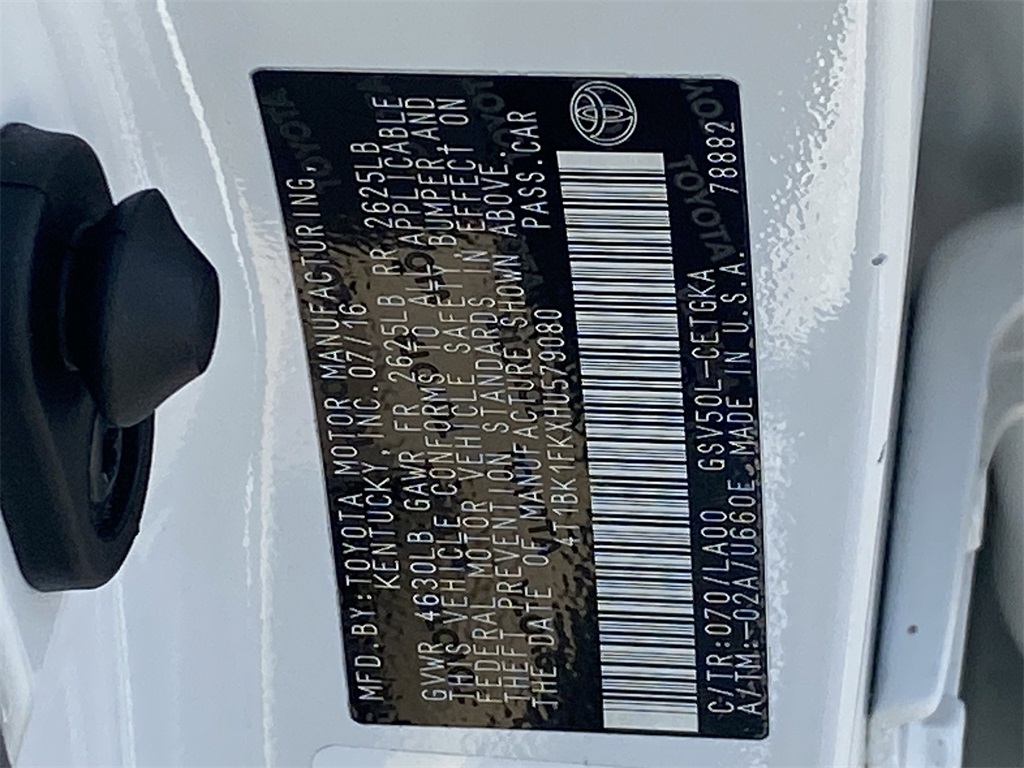 MFD.BY:TOYOTA MOTOR MANUFACTURING,
KENTUCKY, INC. 07/16
GVWR 4630LB GAWR FR 2625LB RR 2625LB
THIS VEHICLE CONFORMS TO ALL APPLICABLE
FEDERAL MOTOR VEHICLE SAFETY, BUMPER, AND
THEFT PREVENTION STANDARDS IN EFFECT ON
THE DATE OF MANUFACTURE SHOWN ABOVE.
4T1BK1FKXHU579080 PASS.CAR
C/TR:070/LA00 GSV50L-CETGKA
A/TM:-02A/U660E MADE IN U.S.A. 78882